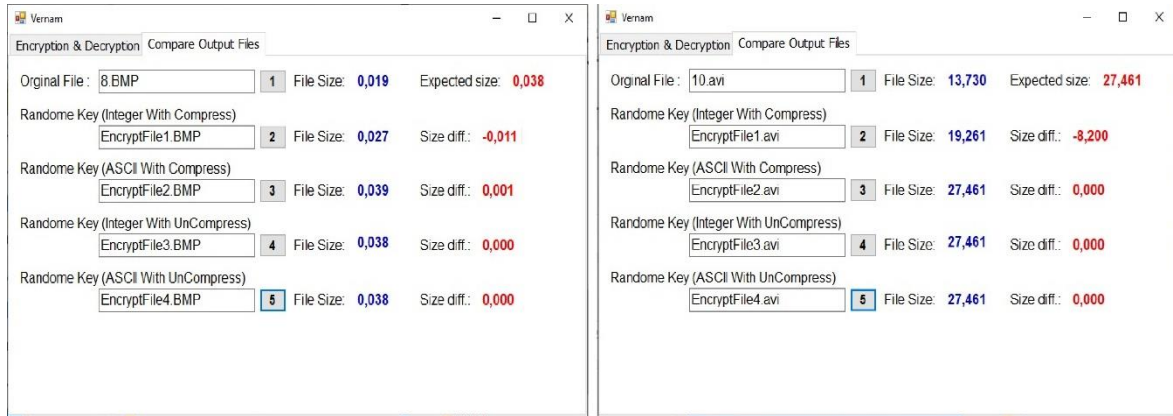 Vernam
Encryption & Decryption Compare Output Files
Orginal File : 8.BMP 1 File Size: 0,019 Expected size: 0,038
Randome Key (Integer With Compress)
EncryptFile1.BMP 2 File Size: 0,027 Size diff.: -0,011
Randome Key (ASCII With Compress)
EncryptFile2.BMP 3 File Size: 0,039 Size diff.: 0,001
Randome Key (Integer With UnCompress)
EncryptFile3.BMP 4 File Size: 0,038 Size diff.: 0,000
Randome Key (ASCII With UnCompress)
EncryptFile4.BMP 5 File Size: 0,038 Size diff.: 0,000
Vernam
Encryption & Decryption Compare Output Files
Orginal File : 10.avi 1 File Size: 13,730 Expected size: 27,461
Randome Key (Integer With Compress)
EncryptFile1.avi 2 File Size: 19,261 Size diff.: -8,200
Randome Key (ASCII With Compress)
EncryptFile2.avi 3 File Size: 27,461 Size diff.: 0,000
Randome Key (Integer With UnCompress)
EncryptFile3.avi 4 File Size: 27,461 Size diff.: 0,000
Randome Key (ASCII With UnCompress)
EncryptFile4.avi 5 File Size: 27,461 Size diff.: 0,000